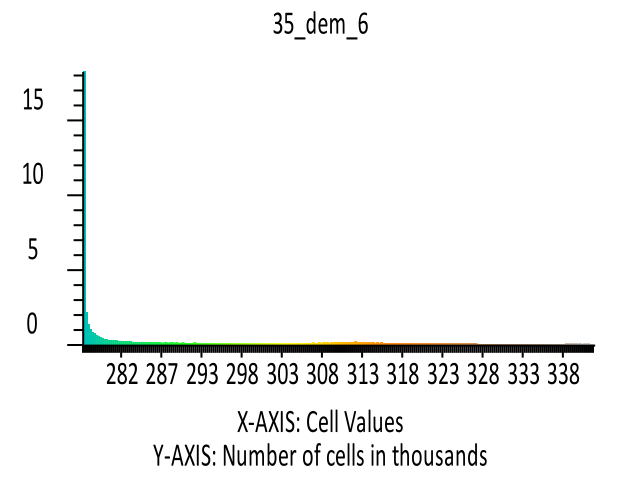 35_dem_6
15
10
5
0
282 287 293 298 303 308 313 318 323 328 333 338
X-AXIS: Cell Values
Y-AXIS: Number of cells in thousands